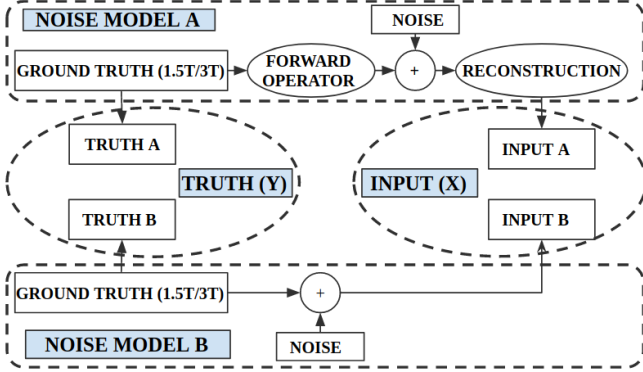 NOISE MODEL A
NOISE
GROUND TRUTH (1.5T/3T)
FORWARD
OPERATOR
+
RECONSTRUCTION
TRUTH A
INPUT A
TRUTH (Y)
INPUT (X)
TRUTH B
INPUT B
GROUND TRUTH (1.5T/3T)
+
NOISE MODEL B
NOISE